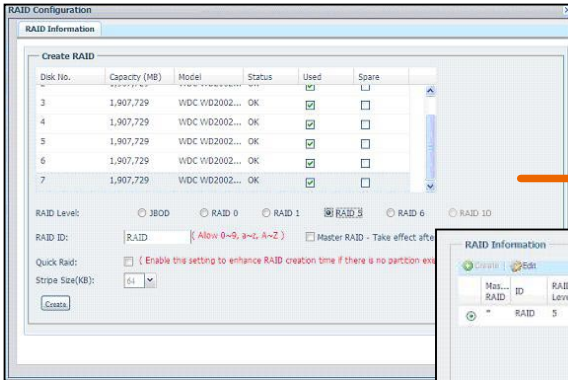 RAID Configuration
RAID Information
Create RAID
Disk No. Capacity (MB) Model Status Used Spare
3 1,907,729 WDC WD2002... OK
4 1,907,729 WDC WD2002... OK
5 1,907,729 WDC WD2002... OK
6 1,907,729 WDC WD2002... OK
7 1,907,729 WDC WD2002... OK
RAID Level: JBOD RAID 0 RAID 1 RAID 5 RAID 6 RAID 10
RAID ID: RAID ( Allow 0~9, a~z, A~Z ) Master RAID - Take effect afte
Quick Raid: ( Enable this setting to enhance RAID creation time if there is no partition exis
Stripe Size(KB): 64
Create
RAID Information
Create Edit
Mas... RAID ID RAID Leve
* RAID 5